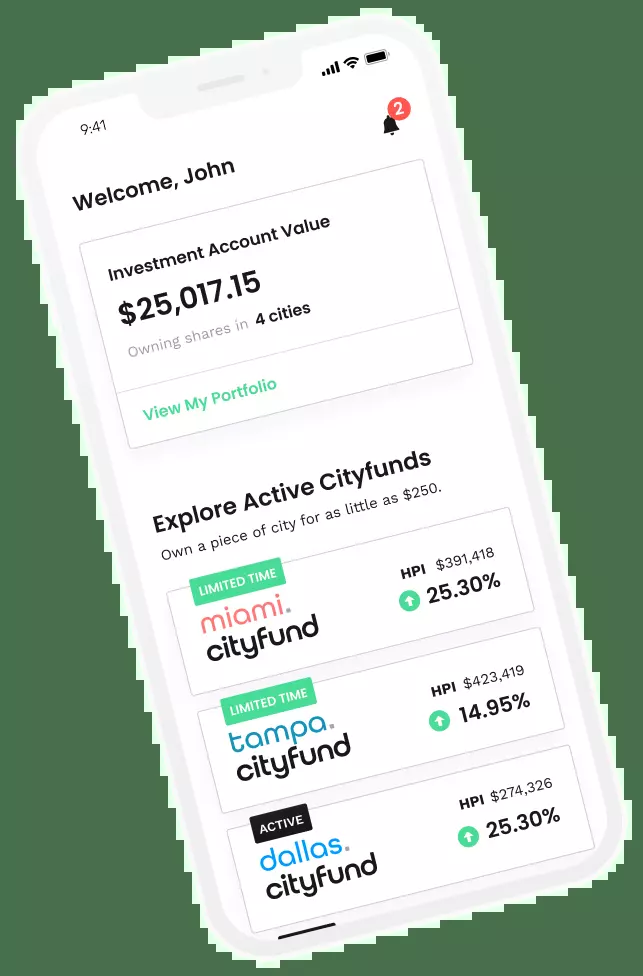 9:41
2
Welcome, John
Investment Account Value
$25,017.15
Owning shares in 4 cities
View My Portfolio
Explore Active Cityfunds
Own a piece of city for as little as $250.
LIMITED TIME
miami.
cityfund
HPI $391,418
25.30%
LIMITED TIME
tampa.
cityfund
HPI $423,419
14.95%
ACTIVE
dallas.
cityfund
HPI $274,326
25.30%